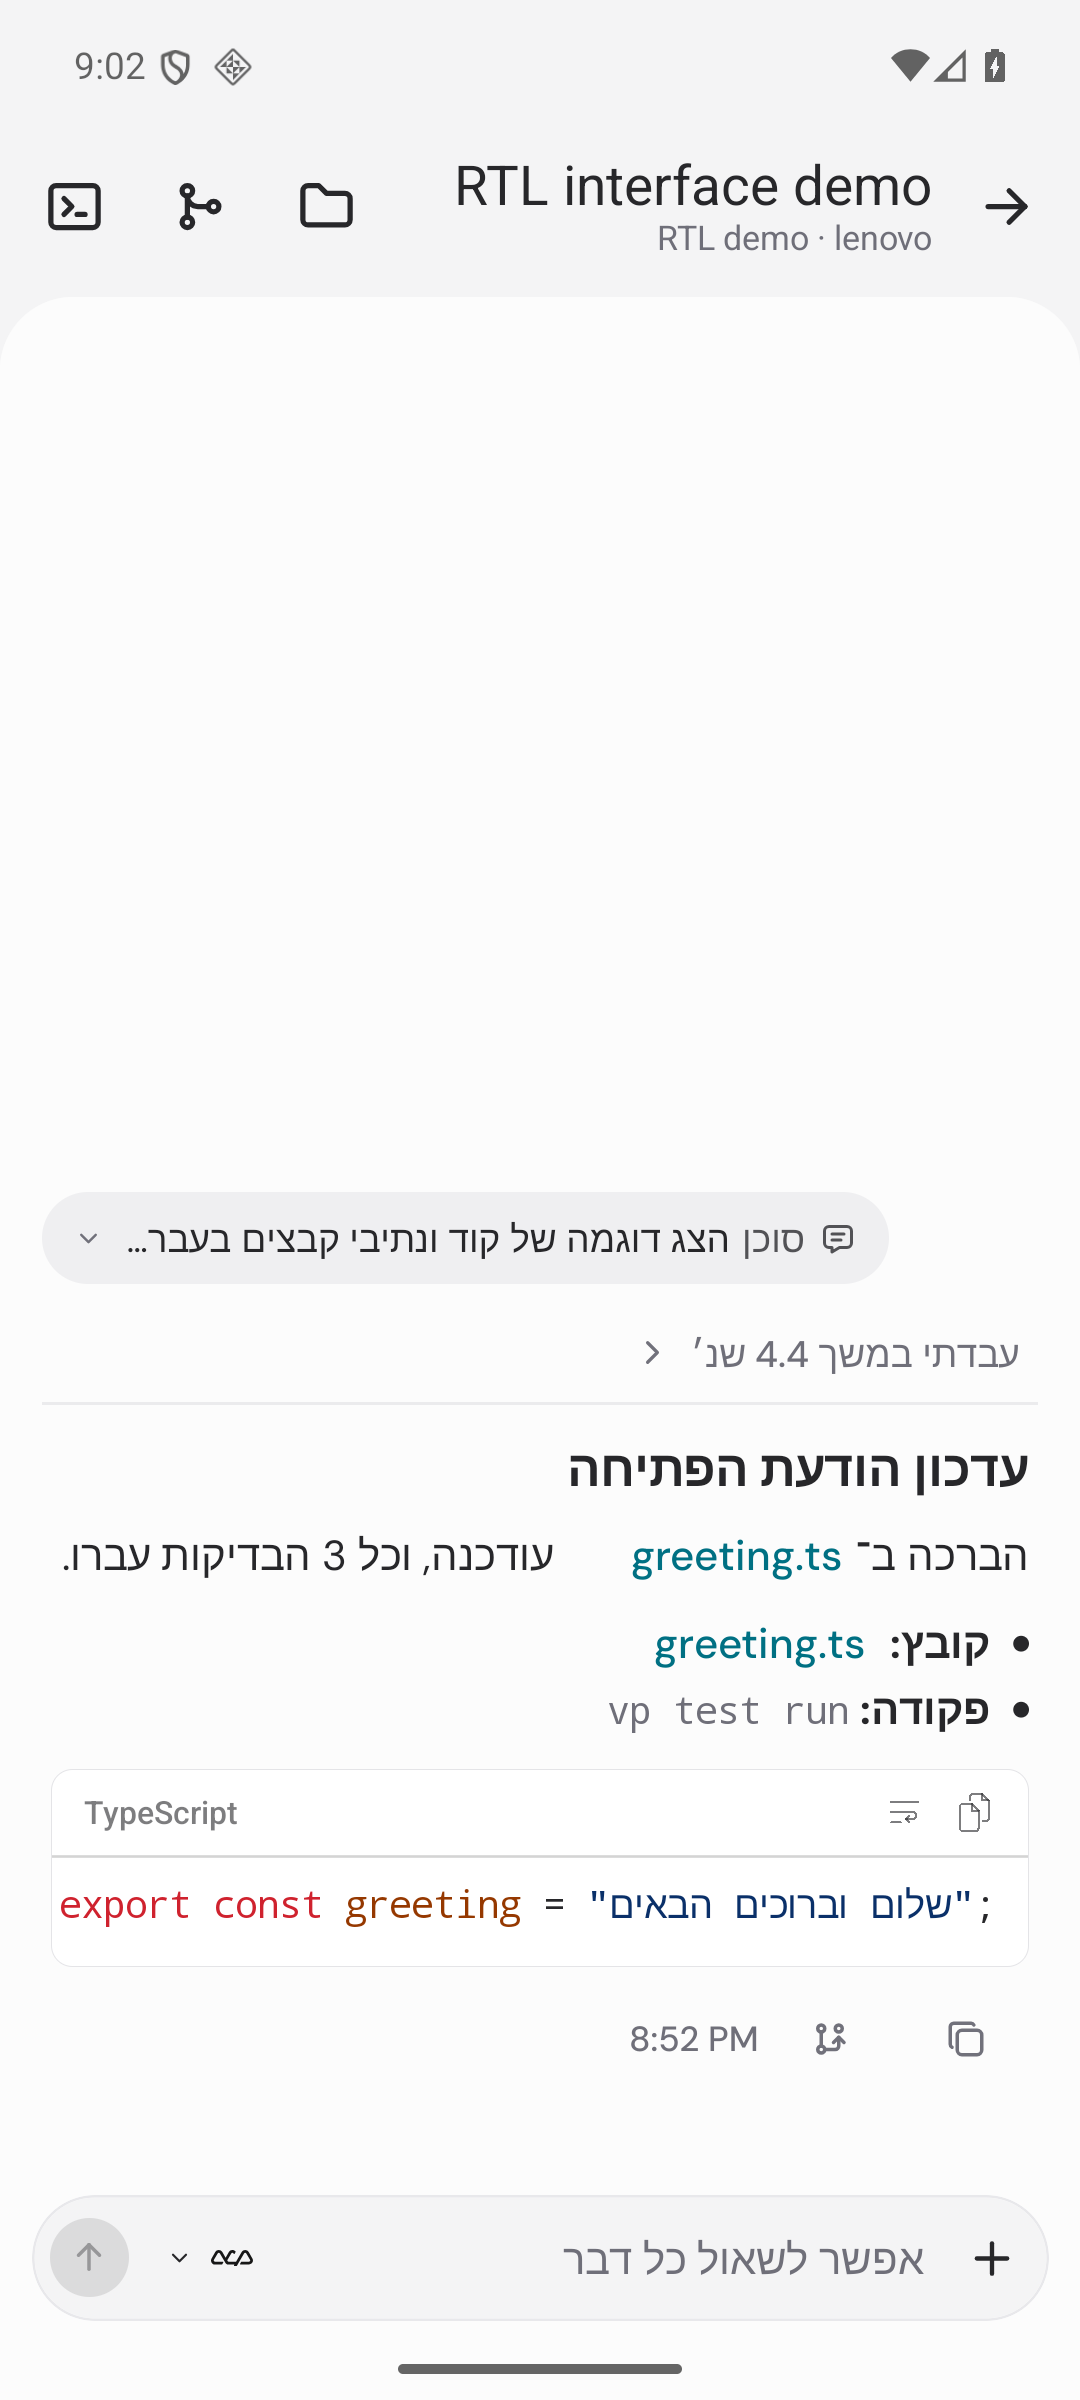 9:02
RTL interface demo
RTL demo · lenovo
סוכן הצג דוגמה של קוד ונתיבי קבצים בעבר...
עבדתי במשך 4.4 שנ׳
עדכון הודעת הפתיחה
הברכה ב־ greeting.ts עודכנה, וכל 3 הבדיקות עברו.
• קובץ: greeting.ts
• פקודה: vp test run
TypeScript
export const greeting = "שלום וברוכים הבאים";
8:52 PM
אפשר לשאול כל דבר